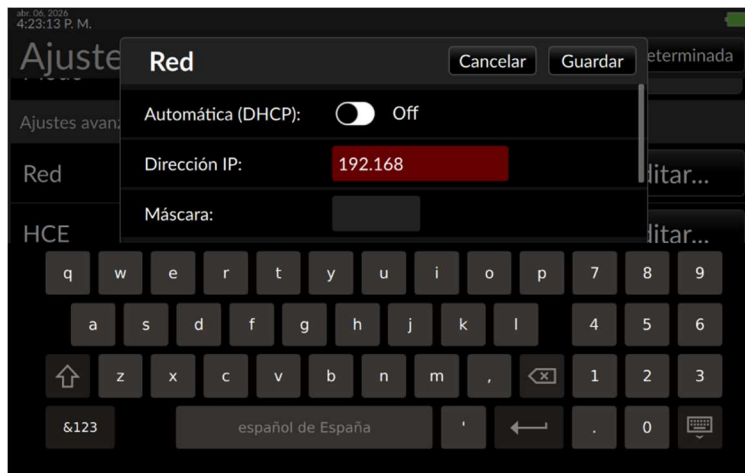 abr. 06, 2026
4:23:13 P. M.
Ajuste
eterminada
Red
Cancelar
Guardar
Ajustes avan
Automática (DHCP):
Off
Red
Dirección IP:
192.168
ditar...
HCE
Máscara:
ditar...
q w e r t y u i o p 7 8 9
a s d f g h j k l 4 5 6
z x c v b n m , 1 2 3
&123 español de España ' . 0